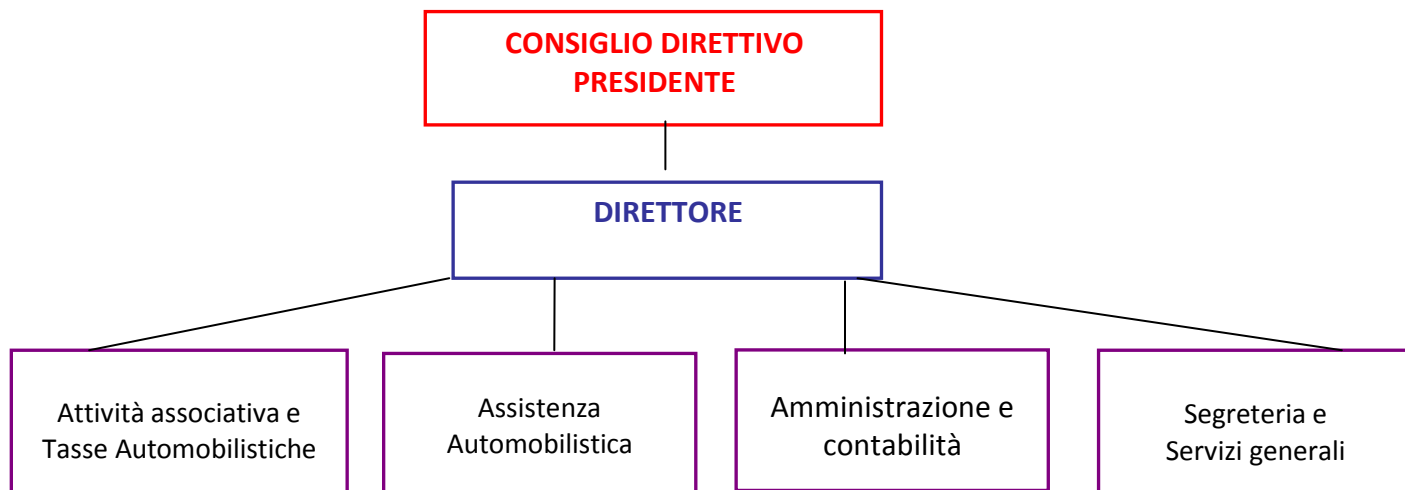 CONSIGLIO DIRETTIVO
PRESIDENTE
DIRETTORE
Attività associativa e
Tasse Automobilistiche
Assistenza
Automobilistica
Amministrazione e
contabilità
Segreteria e
Servizi generali